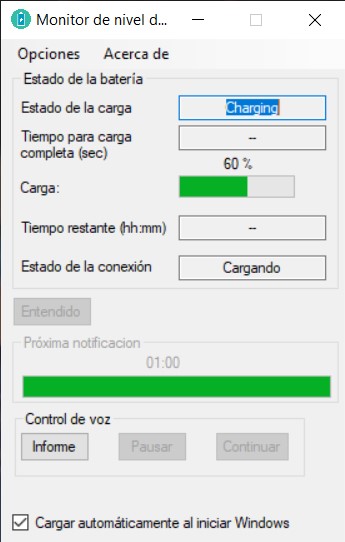 Monitor de nivel d...
Opciones Acerca de
Estado de la batería
Estado de la carga Charging
Tiempo para carga
completa (sec) --
60 %
Carga:
Tiempo restante (hh:mm) --
Estado de la conexión Cargando
Entendido
Próxima notificacion
01:00
Control de voz
Informe Pausar Continuar
Cargar automáticamente al iniciar Windows